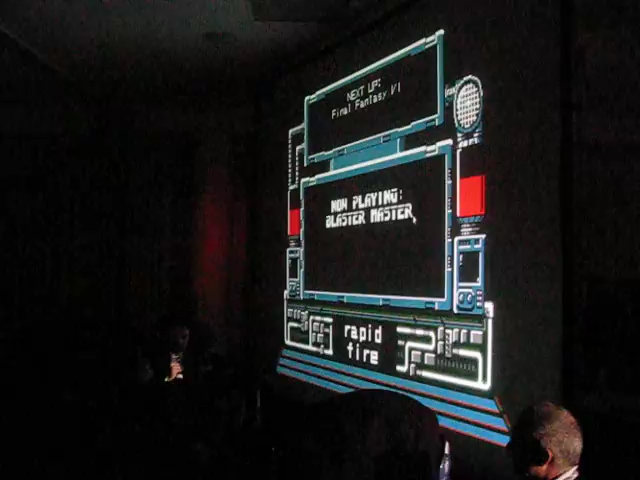 NEXT UP:
Final Fantasy VI
NOW PLAYING:
BLASTER MASTER
rapid
fire